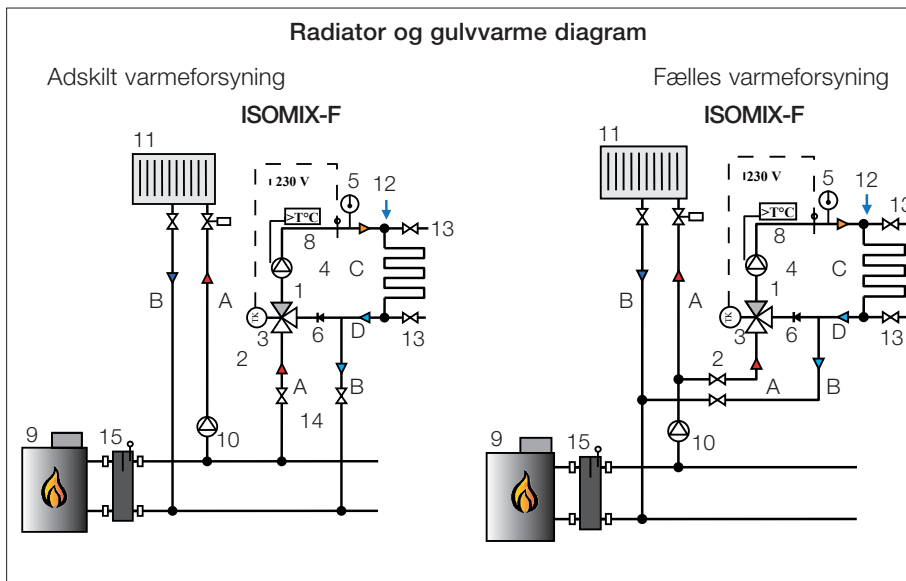 Radiator og gulvvarme diagram
Adskilt varmeforsyning
ISOMIX-F
11
230 V
5
12
>T°C
13
8
4
C
B
A
1
TK
3
6
D
13
2
A
B
14
9
15
10
Fælles varmeforsyning
ISOMIX-F
11
230 V
5
12
>T°C
13
8
4
C
B
A
1
TK
3
6
D
13
2
A
B
9
15
10